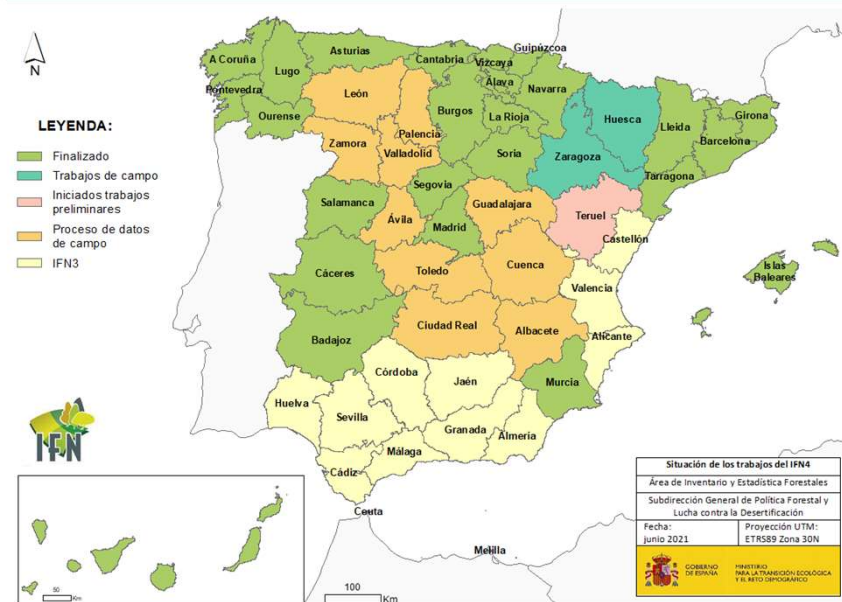 N
LEYENDA:
Finalizado
Trabajos de campo
Iniciados trabajos
preliminares
Proceso de datos
de campo
IFN3
A Coruña
Lugo
Asturias
Cantabria
Vizcaya
Guipúzcoa
Álava
Navarra
Pontevedra
Ourense
León
Palencia
Burgos
La Rioja
Huesca
Lleida
Girona
Barcelona
Zamora
Valladolid
Soria
Zaragoza
Tarragona
Segovia
Salamanca
Ávila
Madrid
Guadalajara
Teruel
Castellón
Cáceres
Toledo
Cuenca
Valencia
Islas
Baleares
Badajoz
Ciudad Real
Albacete
Alicante
Murcia
Córdoba
Jaén
Huelva
Sevilla
Granada
Almería
Málaga
Cádiz
Ceuta
Melilla
IFN
50
Km
100
Km
Situación de los trabajos del IFN4
Área de Inventario y Estadística Forestales
Subdirección General de Política Forestal y
Lucha contra la Desertificación
Fecha:
junio 2021
Proyección UTM:
ETRS89 Zona 30N
GOBIERNO
DE ESPAÑA
MINISTERIO
PARA LA TRANSICIÓN ECOLÓGICA
Y EL RETO DEMOGRÁFICO